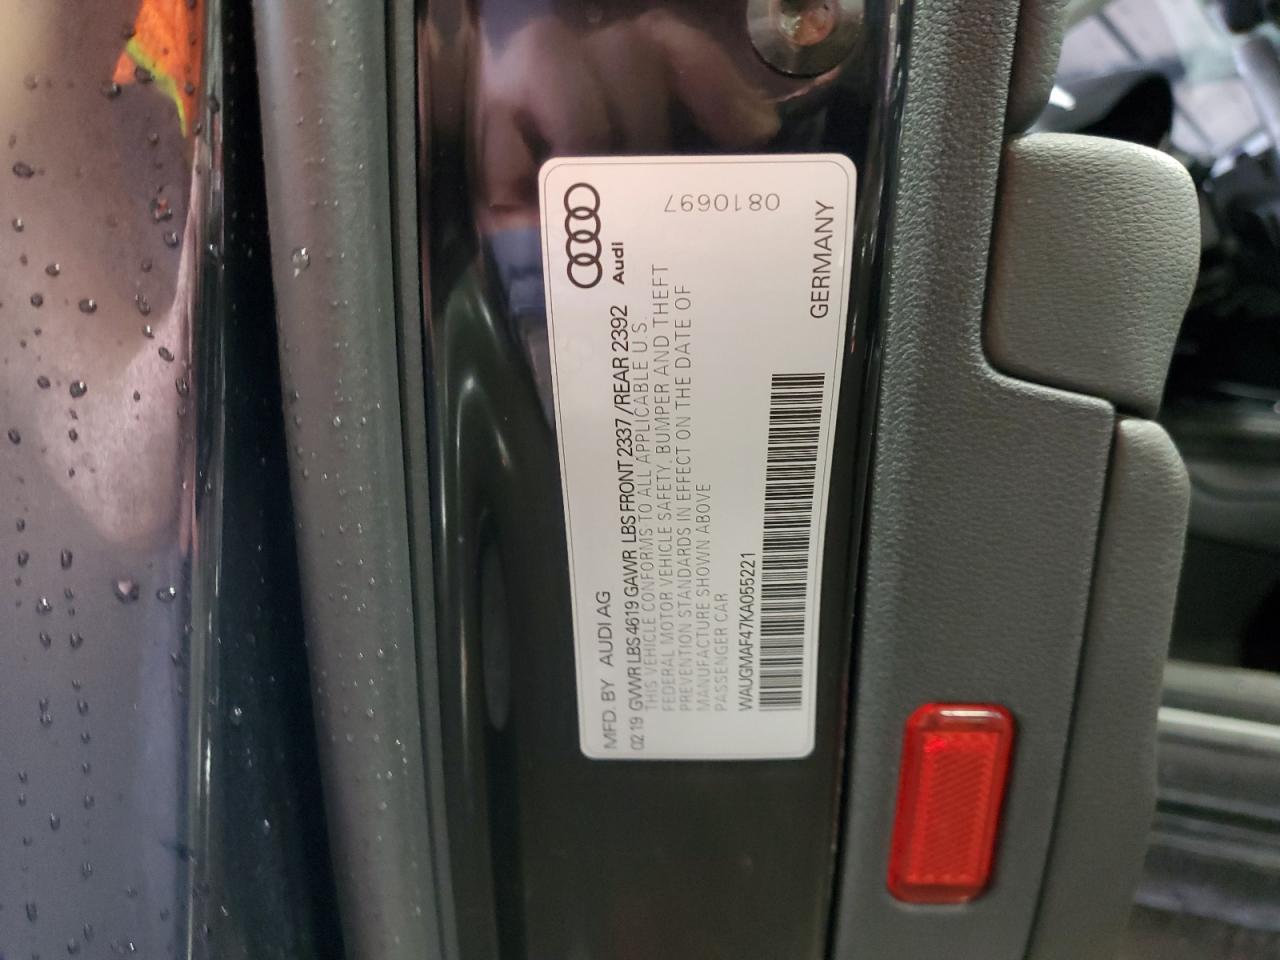 MFD. BY AUDI AG
02.19 GVWR LBS 4619 GAWR LBS FRONT 2337 / REAR 2392
THIS VEHICLE CONFORMS TO ALL APPLICABLE U.S.
FEDERAL MOTOR VEHICLE SAFETY, BUMPER AND THEFT
PREVENTION STANDARDS IN EFFECT ON THE DATE OF
MANUFACTURE SHOWN ABOVE
PASSENGER CAR
WAUGMAF47KA055221
Audi
0810697
GERMANY